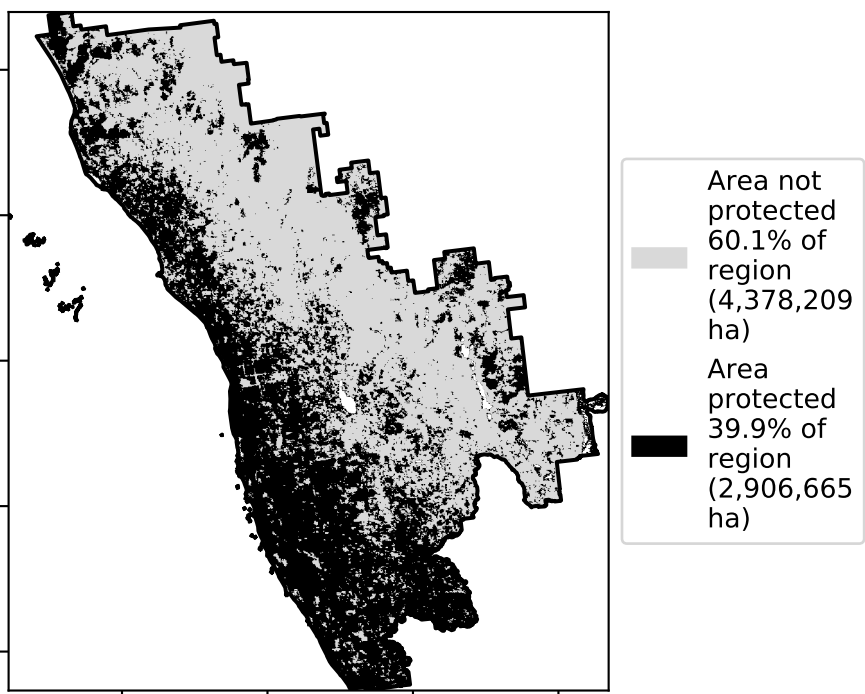 Area not
protected
60.1% of
region
(4,378,209
ha)
Area
protected
39.9% of
region
(2,906,665
ha)